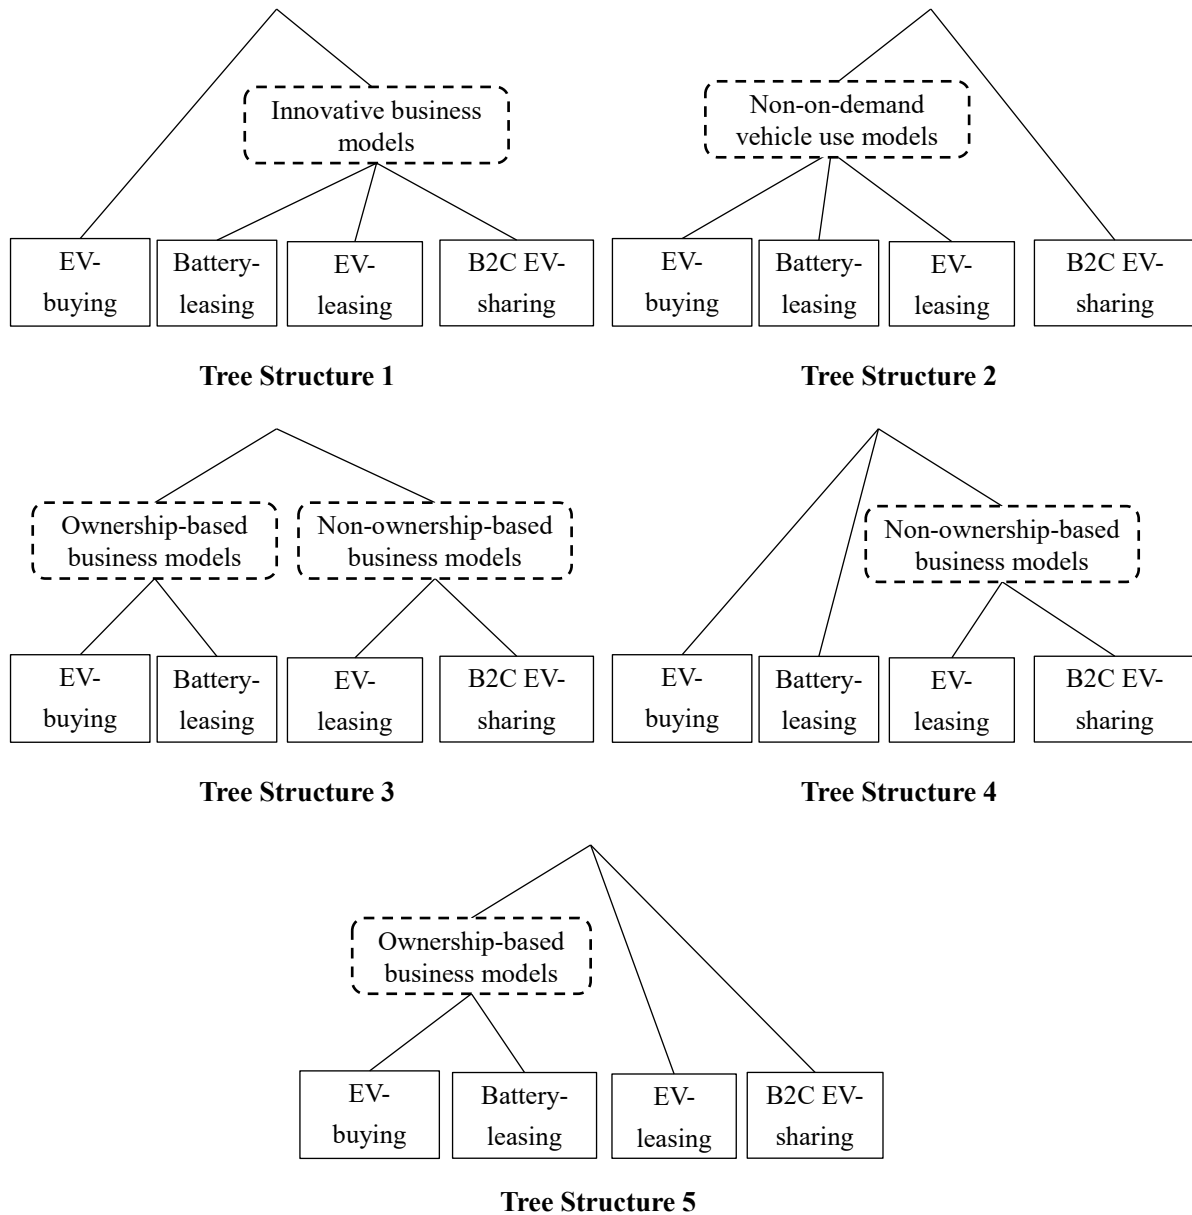 Innovative business
models
EV-
buying
Battery-
leasing
EV-
leasing
B2C EV-
sharing
Tree Structure 1
Non-on-demand
vehicle use models
EV-
buying
Battery-
leasing
EV-
leasing
B2C EV-
sharing
Tree Structure 2
Ownership-based
business models
Non-ownership-based
business models
EV-
buying
Battery-
leasing
EV-
leasing
B2C EV-
sharing
Tree Structure 3
Non-ownership-based
business models
EV-
buying
Battery-
leasing
EV-
leasing
B2C EV-
sharing
Tree Structure 4
Ownership-based
business models
EV-
buying
Battery-
leasing
EV-
leasing
B2C EV-
sharing
Tree Structure 5